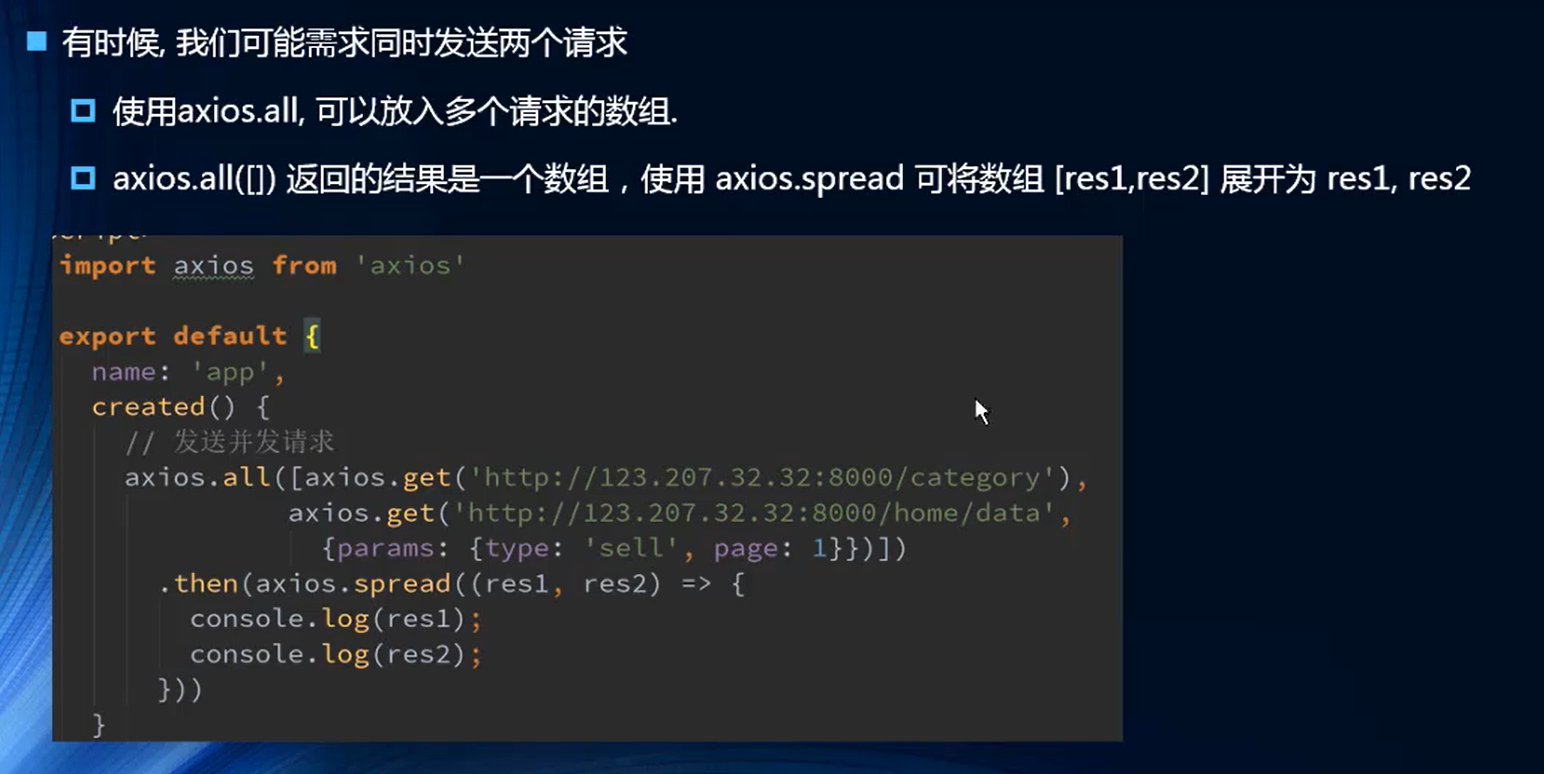 有时候, 我们可能需求同时发送两个请求
使用axios.all, 可以放入多个请求的数组.
axios.all([]) 返回的结果是一个数组，使用 axios.spread 可将数组 [res1,res2] 展开为 res1, res2
import axios from 'axios'
export default {
name: 'app',
created() {
// 发送并发请求
axios.all([axios.get('http://123.207.32.32:8000/category'),
axios.get('http://123.207.32.32:8000/home/data',
{params: {type: 'sell', page: 1}})])
.then(axios.spread((res1, res2) => {
console.log(res1);
console.log(res2);
}))
}